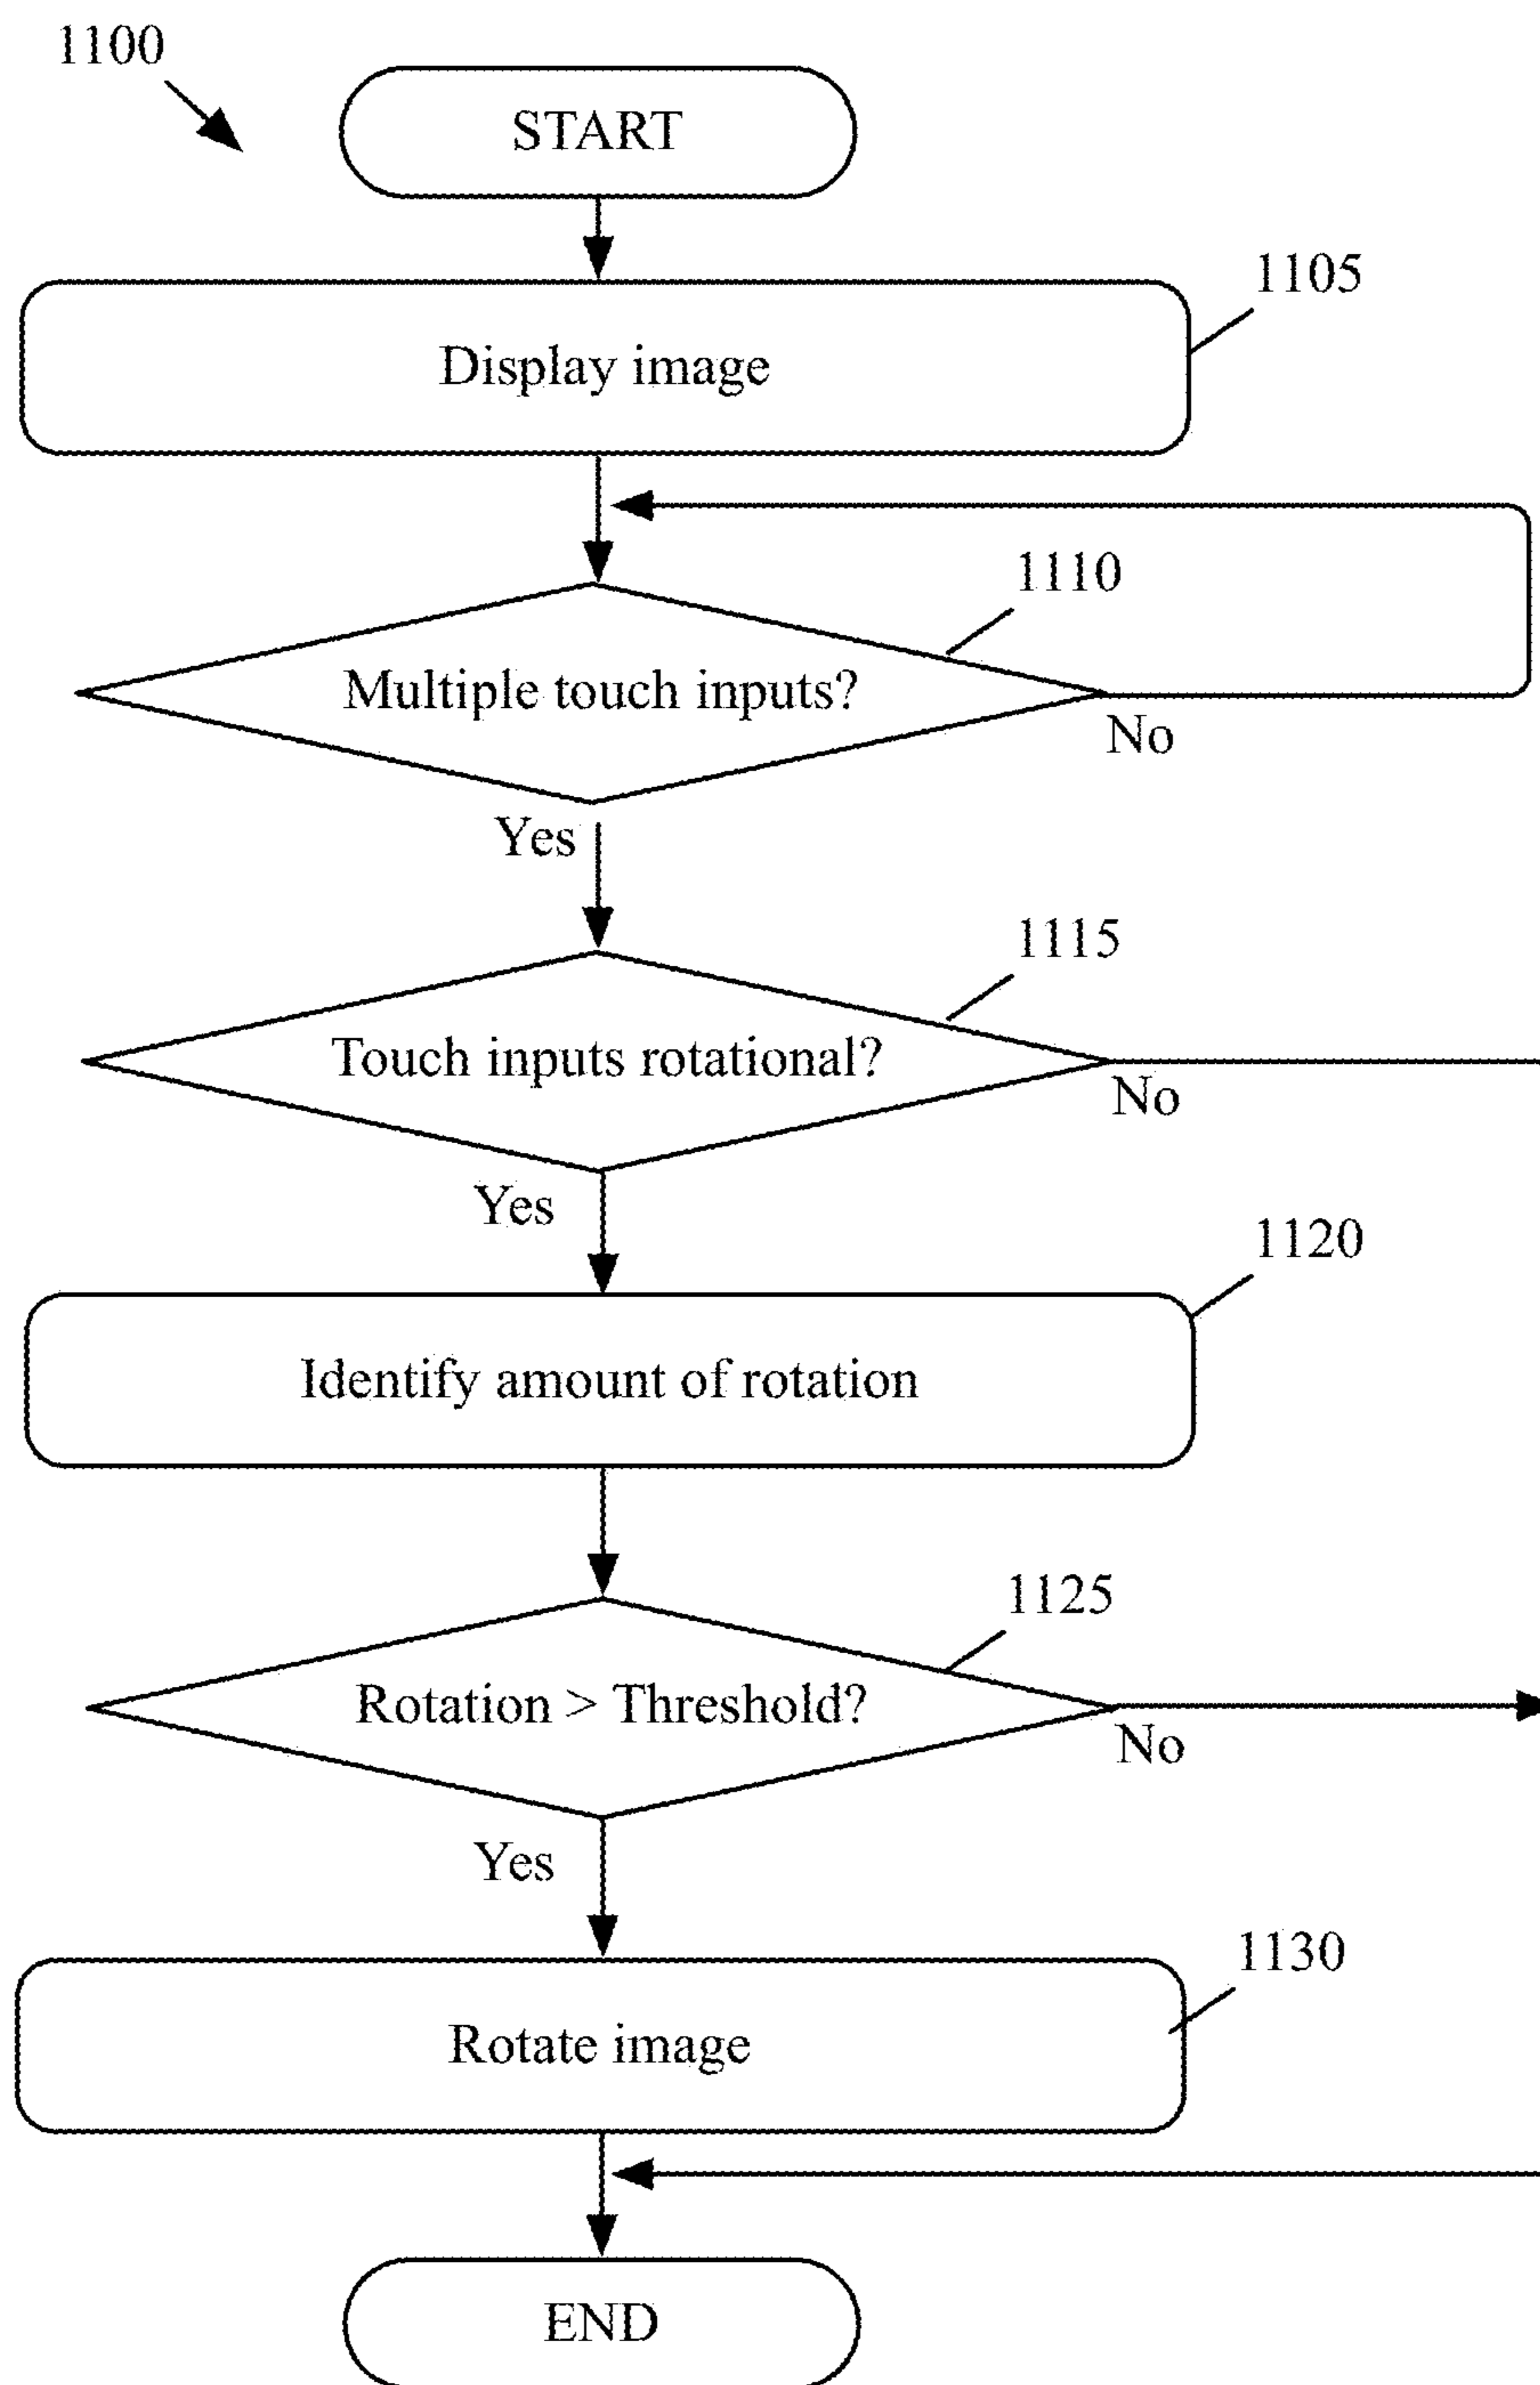 1100
START
1105
Display image
1110
Multiple touch inputs?
No
Yes
1115
Touch inputs rotational?
No
Yes
1120
Identify amount of rotation
1125
Rotation > Threshold?
No
Yes
1130
Rotate image
END